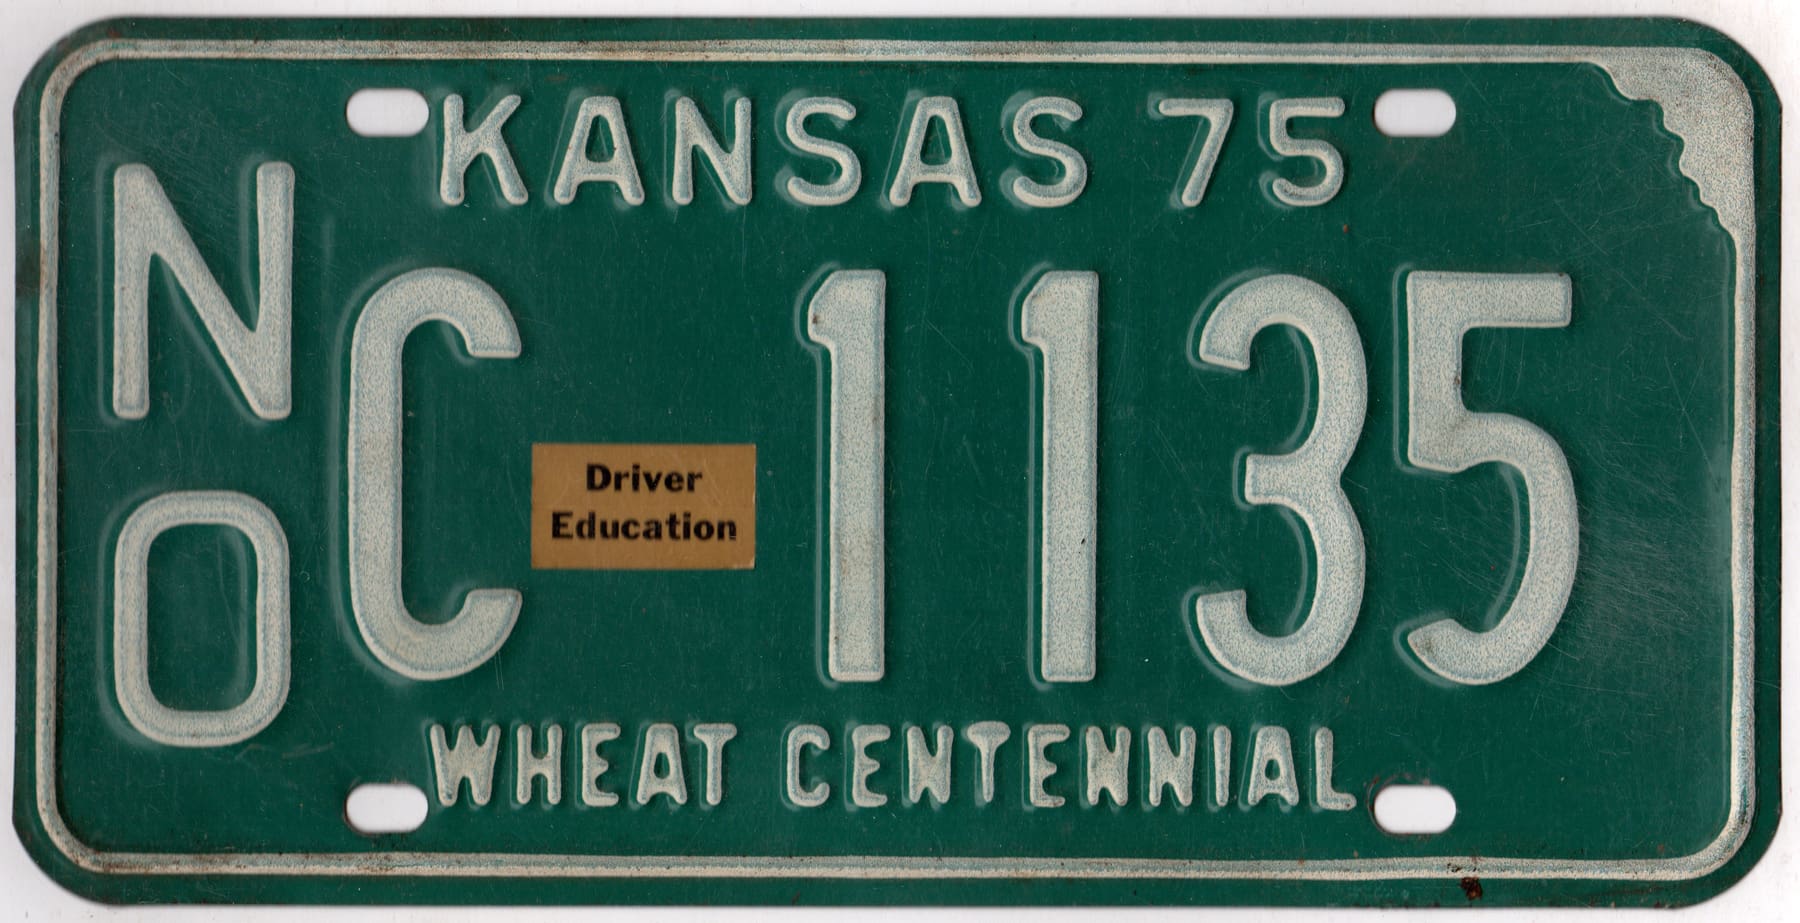 KANSAS 75
NO
C 1135
Driver
Education
WHEAT CENTENNIAL